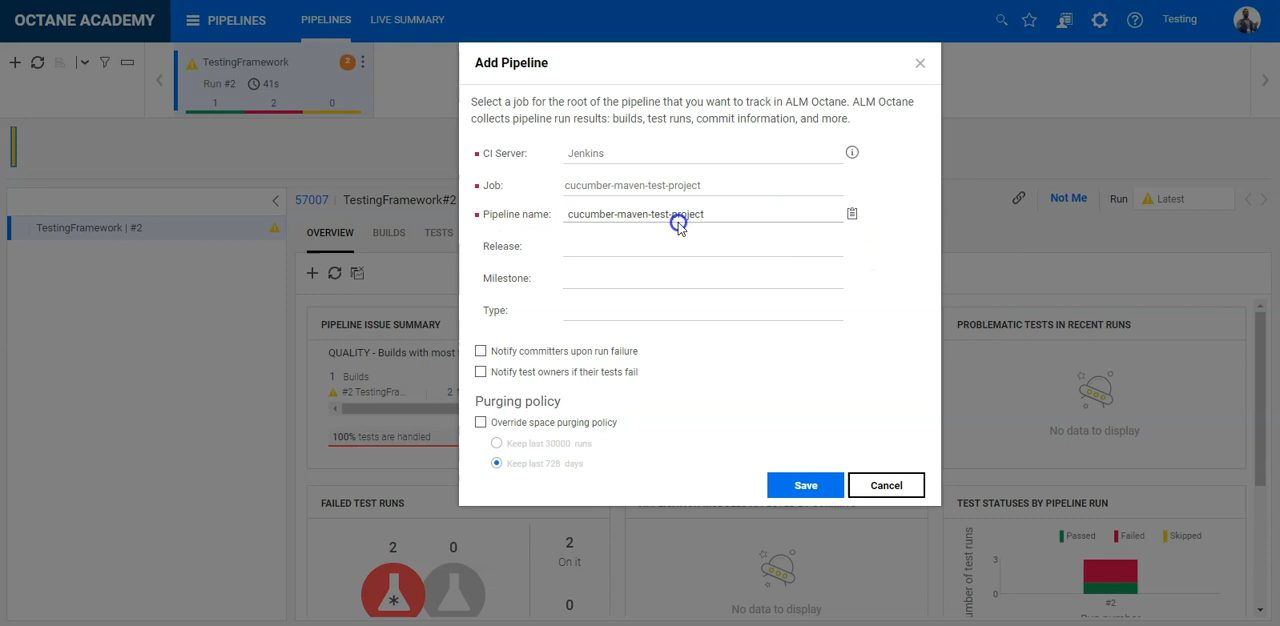 OCTANE ACADEMY
PIPELINES
PIPELINES
LIVE SUMMARY
Testing
TestingFramework
2
Run #2
41s
1
2
0
Add Pipeline
Select a job for the root of the pipeline that you want to track in ALM Octane. ALM Octane
collects pipeline run results: builds, test runs, commit information, and more.
CI Server: Jenkins
Job: cucumber-maven-test-project
Pipeline name: cucumber-maven-test-project
Release:
Milestone:
Type:
Notify committers upon run failure
Notify test owners if their tests fail
Purging policy
Override space purging policy
Keep last 30000 runs
Keep last 728 days
Save
Cancel
TestingFramework | #2
57007
TestingFramework#2
Not Me
Run
Latest
OVERVIEW
BUILDS
TESTS
PIPELINE ISSUE SUMMARY
QUALITY - Builds with most
1 Builds
#2 TestingFra...
2
100% tests are handled
PROBLEMATIC TESTS IN RECENT RUNS
No data to display
FAILED TEST RUNS
2
0
2
On it
0
No data to display
TEST STATUSES BY PIPELINE RUN
Passed
Failed
Skipped
umber of test runs
3
0
#2